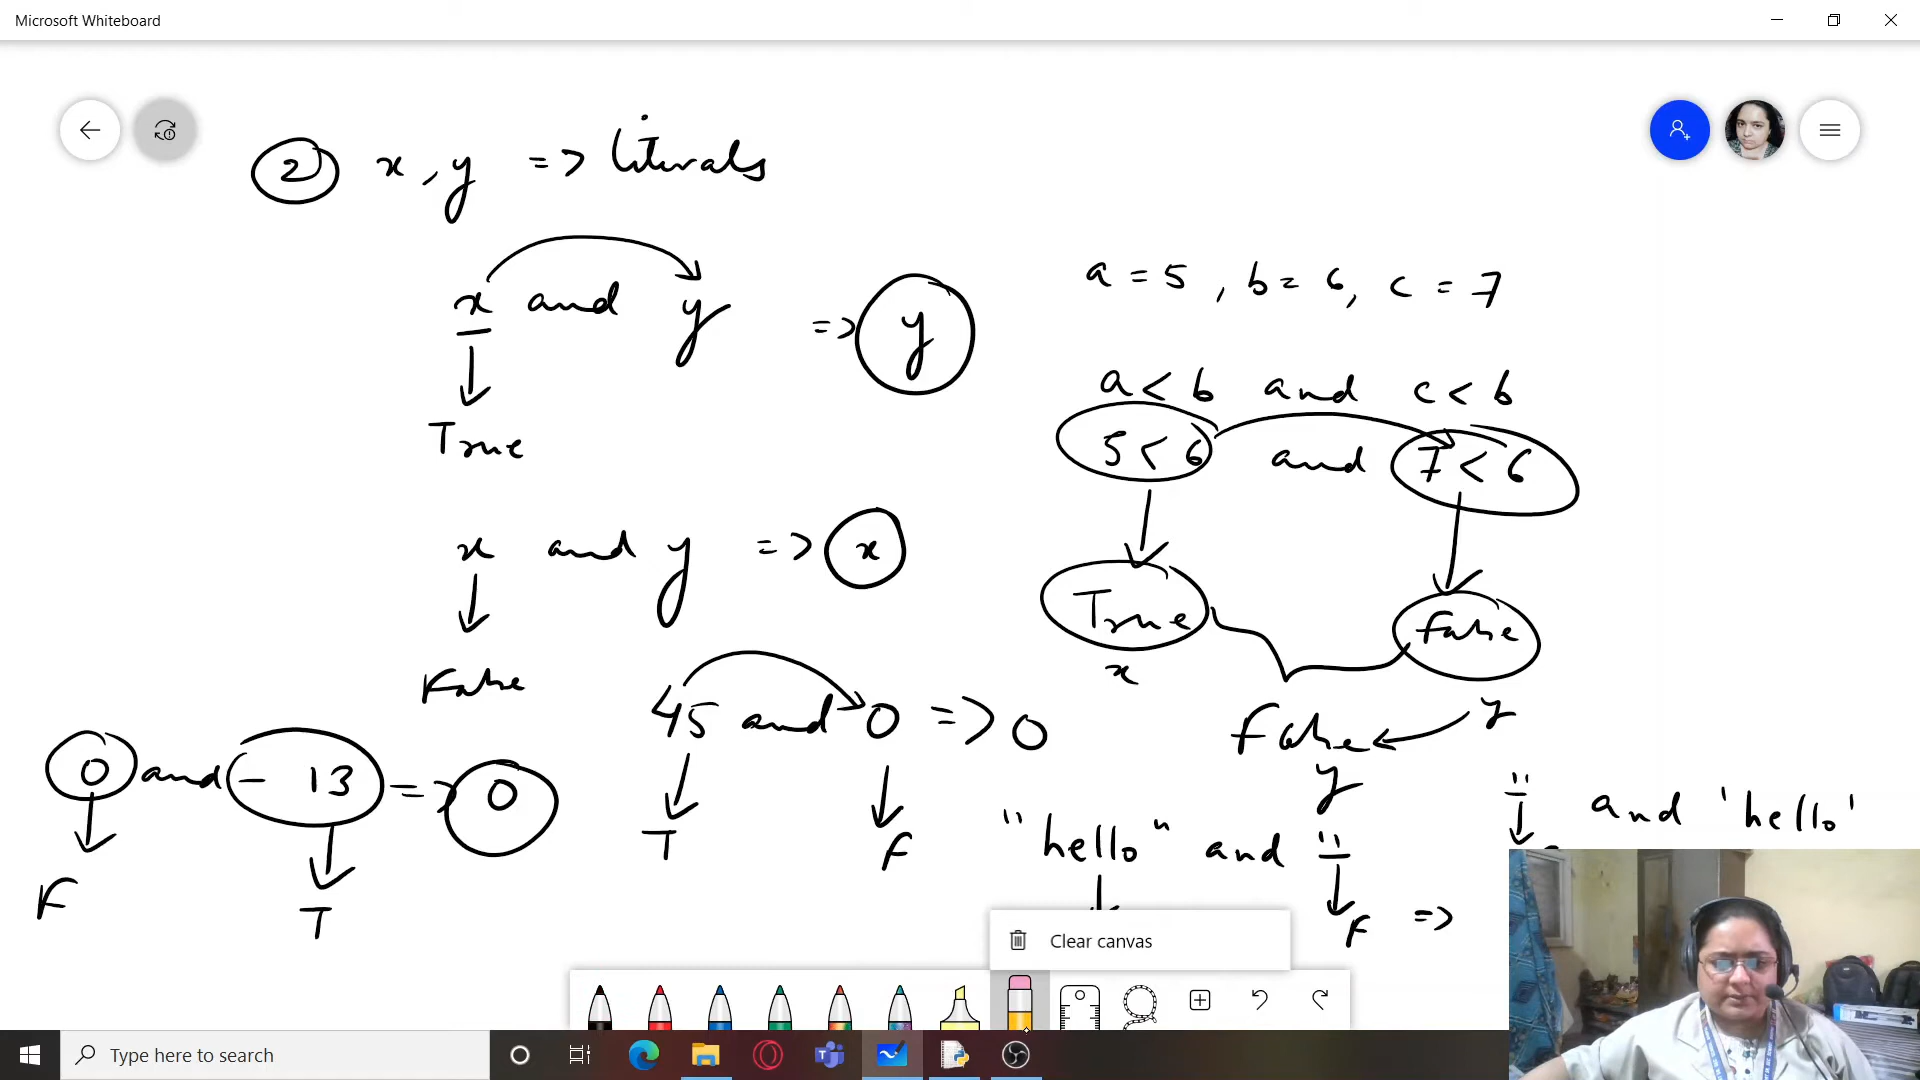 Microsoft Whiteboard
2 x, y => literals
x and y => y
True
a = 5, b = 6, c = 7
a < b and c < b
5 < 6 and 7 < 6
True False
x y
False
y
x and y => x
False
45 and 0 => 0
T F
0 and - 13 => 0
F T
"hello" and ''
F =>
'' and 'hello'
Clear canvas
Type here to search